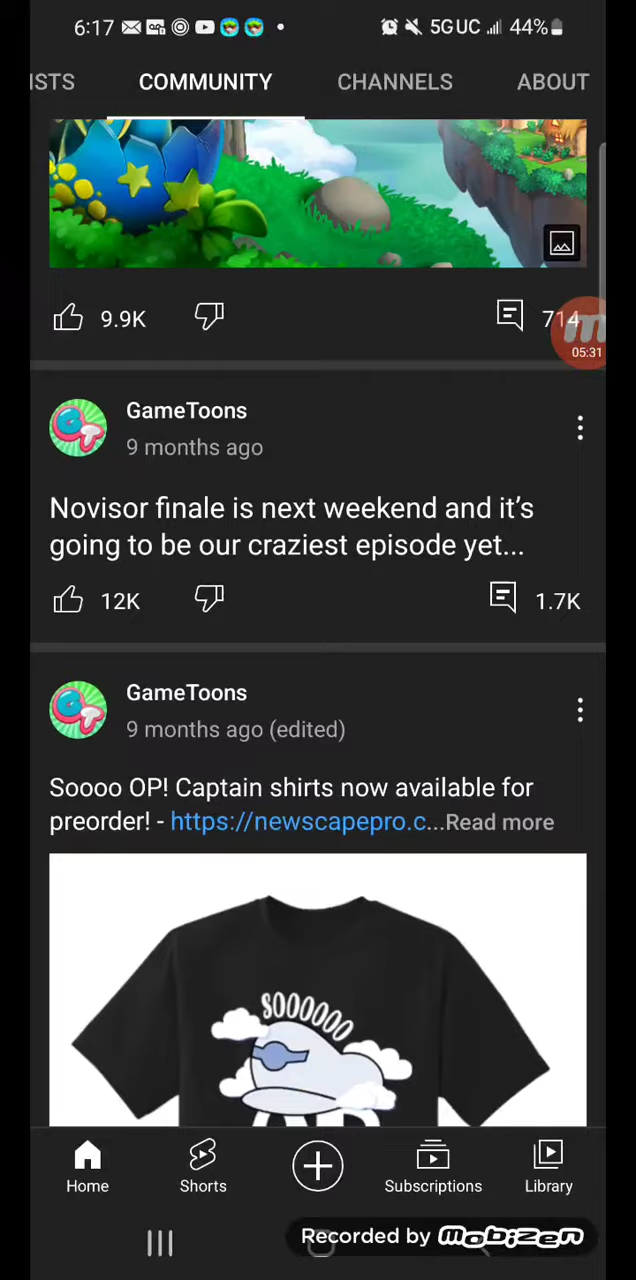 6:17 5GUC 44%
ISTS COMMUNITY CHANNELS ABOUT
9.9K 714
05:31
GameToons
9 months ago
Novisor finale is next weekend and it's
going to be our craziest episode yet...
12K 1.7K
GameToons
9 months ago (edited)
Soooo OP! Captain shirts now available for
preorder! - https://newscapepro.c...Read more
SOOOOOO
Home Shorts Subscriptions Library
Recorded by mobizen